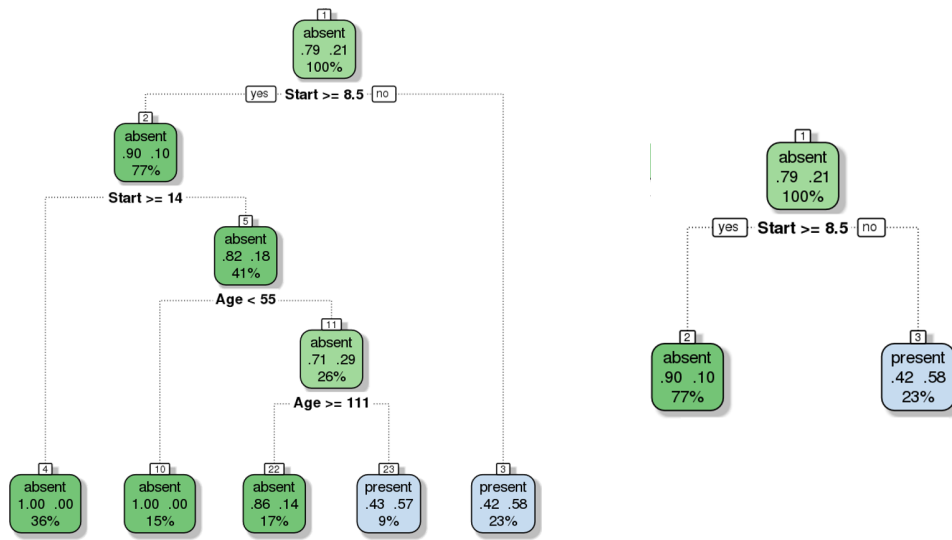 1
absent
.79 .21
100%
yes Start >= 8.5 no
2
absent
.90 .10
77%
Start >= 14
5
absent
.82 .18
41%
Age < 55
11
absent
.71 .29
26%
Age >= 111
4
absent
1.00 .00
36%
10
absent
1.00 .00
15%
22
absent
.86 .14
17%
23
present
.43 .57
9%
3
present
.42 .58
23%
1
absent
.79 .21
100%
yes Start >= 8.5 no
2
absent
.90 .10
77%
3
present
.42 .58
23%